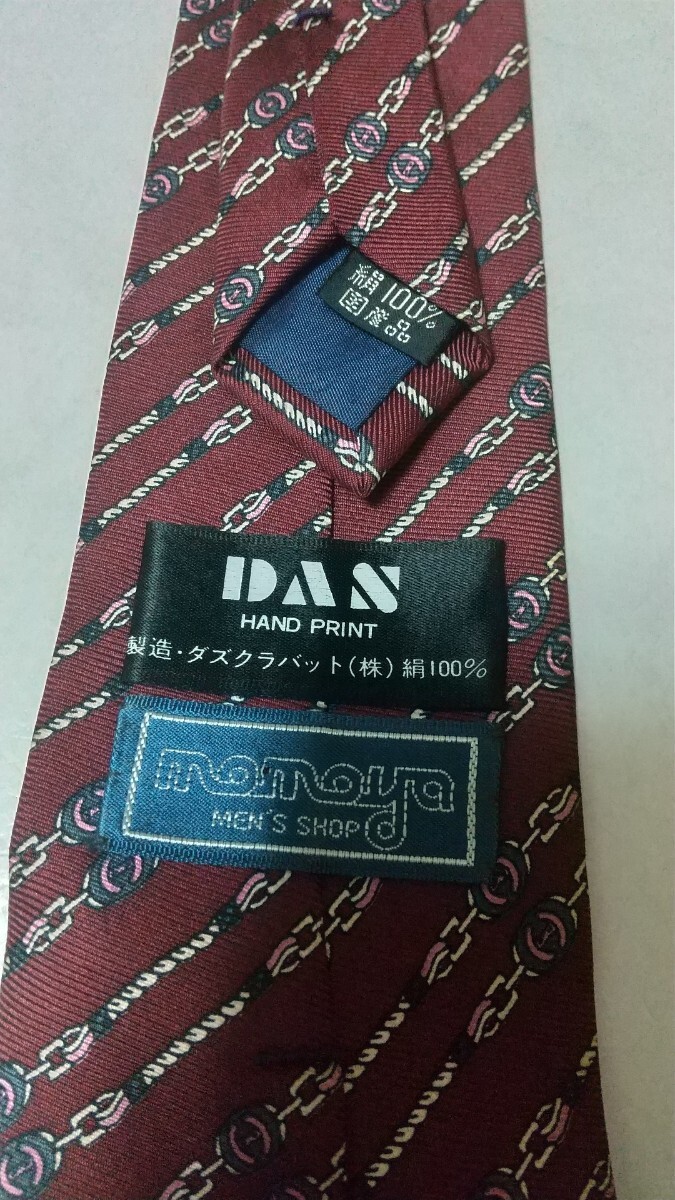 絹100%
国産品
DAS
HAND PRINT
製造・ダズクラバット(株) 絹100%
momoya
MEN'S SHOP